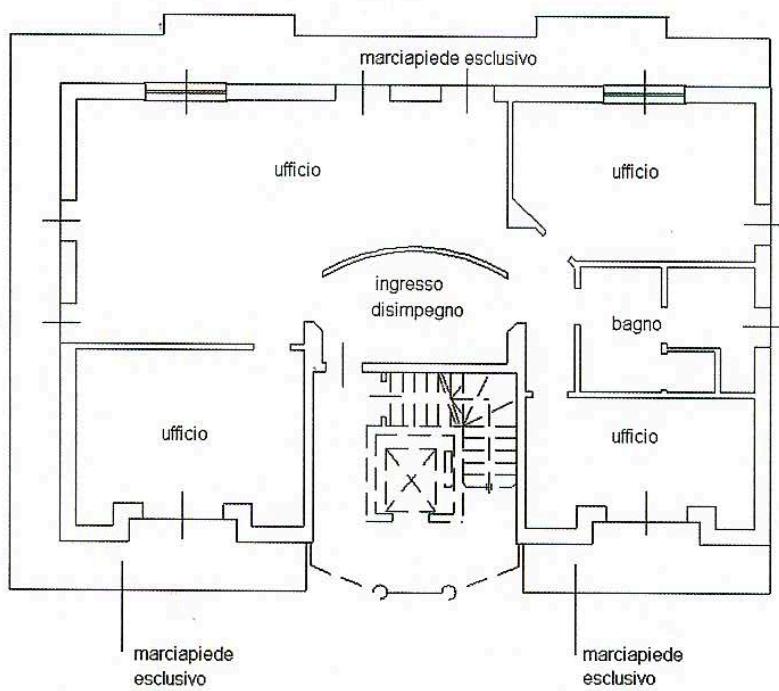 marciapiede esclusivo
ufficio
ufficio
ingresso
disimpegno
bagno
ufficio
ufficio
marciapiede
esclusivo
marciapiede
esclusivo